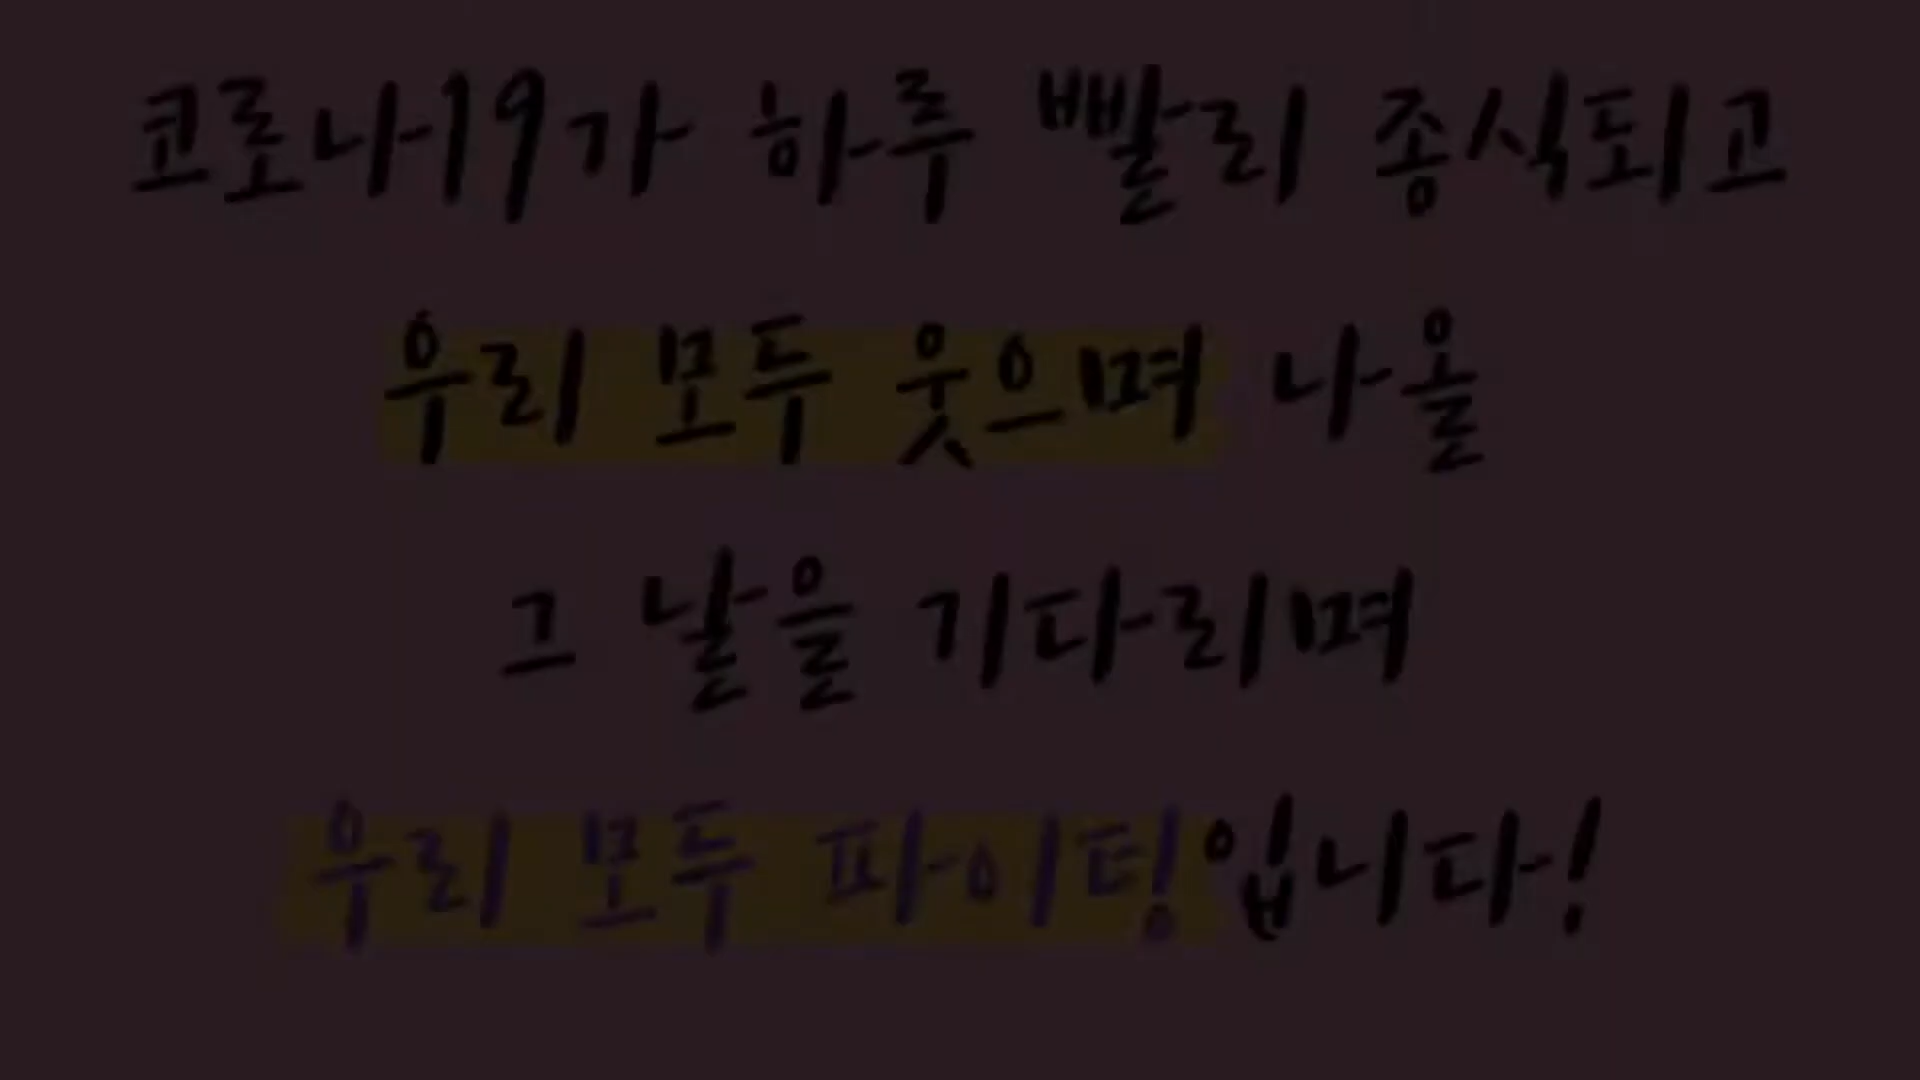 코로나19가 하루 빨리 종식되고
우리 모두 웃으며 나올
그 날을 기다리며
우리 모두 파이팅입니다!